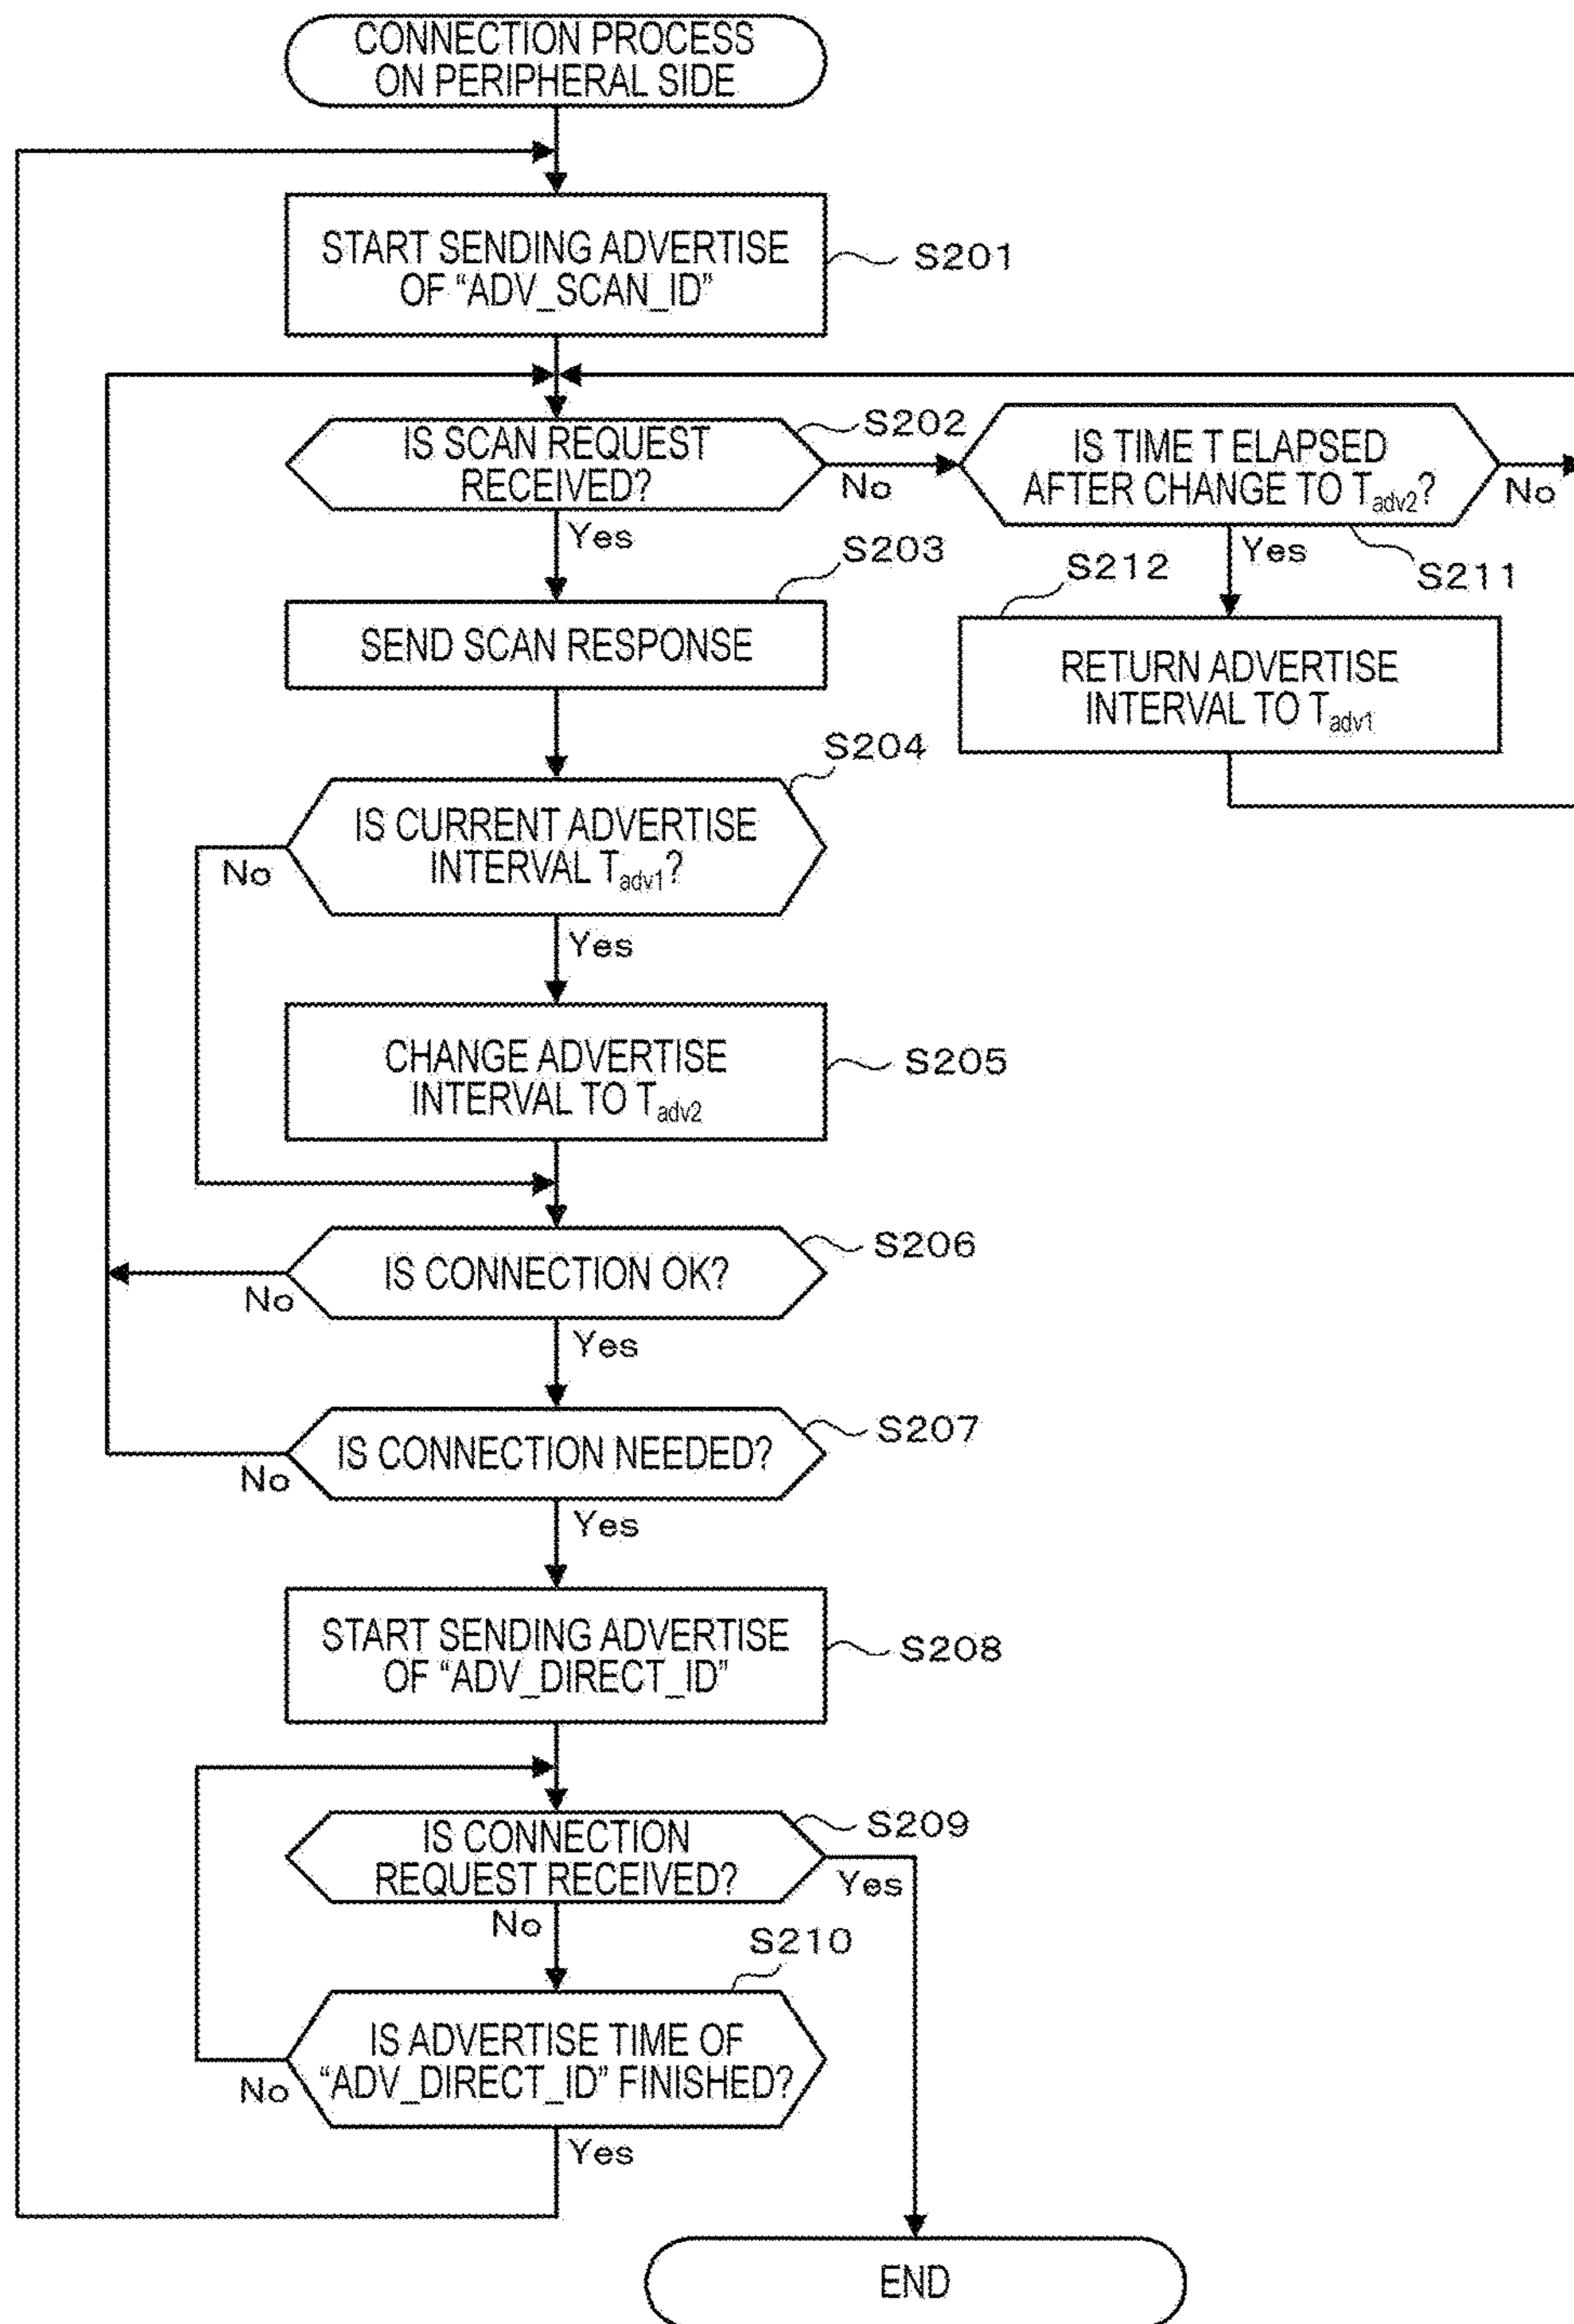 CONNECTION PROCESS
ON PERIPHERAL SIDE
START SENDING ADVERTISE
OF “ADV_SCAN_ID”
S201
IS SCAN REQUEST
RECEIVED?
S202
No
Yes
IS TIME T ELAPSED
AFTER CHANGE TO Tadv2?
No
Yes
S211
S203
SEND SCAN RESPONSE
S212
RETURN ADVERTISE
INTERVAL TO Tadv1
S204
IS CURRENT ADVERTISE
INTERVAL Tadv1?
No
Yes
CHANGE ADVERTISE
INTERVAL TO Tadv2
S205
IS CONNECTION OK?
S206
No
Yes
IS CONNECTION NEEDED?
S207
No
Yes
START SENDING ADVERTISE
OF “ADV_DIRECT_ID”
S208
IS CONNECTION
REQUEST RECEIVED?
S209
Yes
No
S210
IS ADVERTISE TIME OF
“ADV_DIRECT_ID” FINISHED?
No
Yes
END